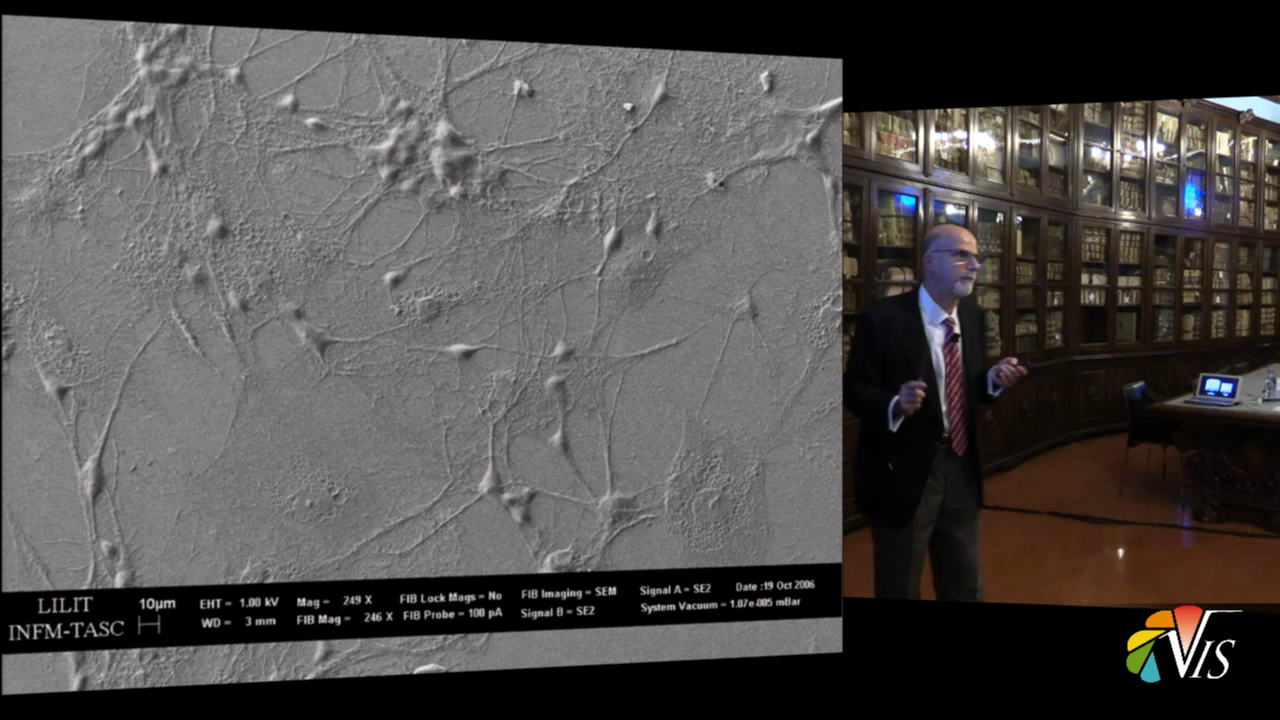 LILIT
INFM-TASC
10µm
EHT = 1.00 kV
WD = 3 mm
Mag = 249 X
FIB Mag = 246 X
FIB Lock Mags = No
FIB Probe = 100 pA
FIB Imaging = SEM
Signal B = SE2
Signal A = SE2
Date :19 Oct 2006
System Vacuum = 1.07e-005 mBar
VIS